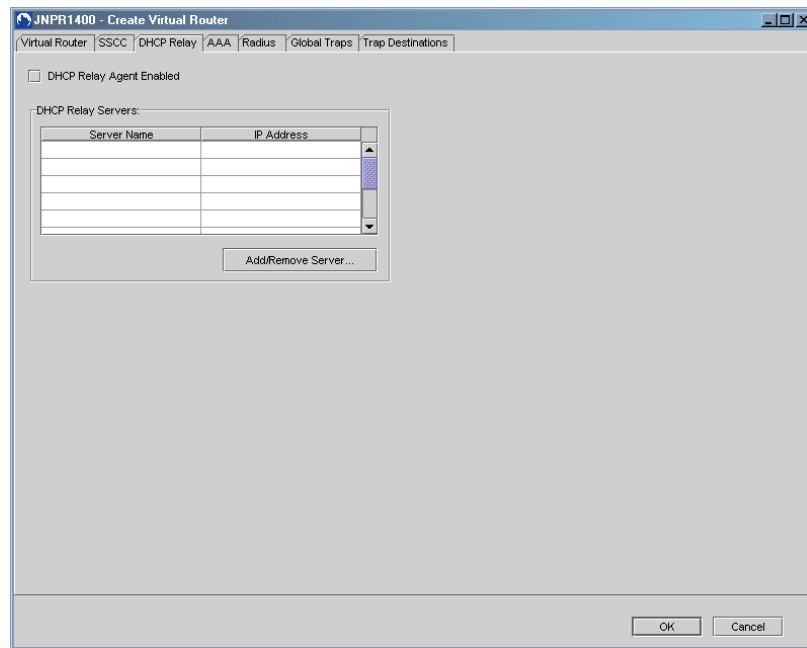 JNPR1400 - Create Virtual Router
Virtual Router SSCC DHCP Relay AAA Radius Global Traps Trap Destinations
DHCP Relay Agent Enabled
DHCP Relay Servers:
Server Name IP Address
Add/Remove Server...
OK Cancel